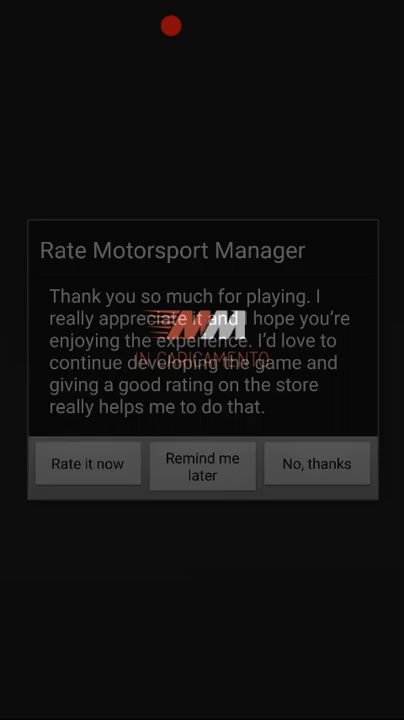 Rate Motorsport Manager
Thank you so much for playing. I
really appreciate it and I hope you're
enjoying the experience. I'd love to
continue developing the game and
giving a good rating on the store
really helps me to do that.
MM
IN CARICAMENTO
Rate it now
Remind me
later
No, thanks